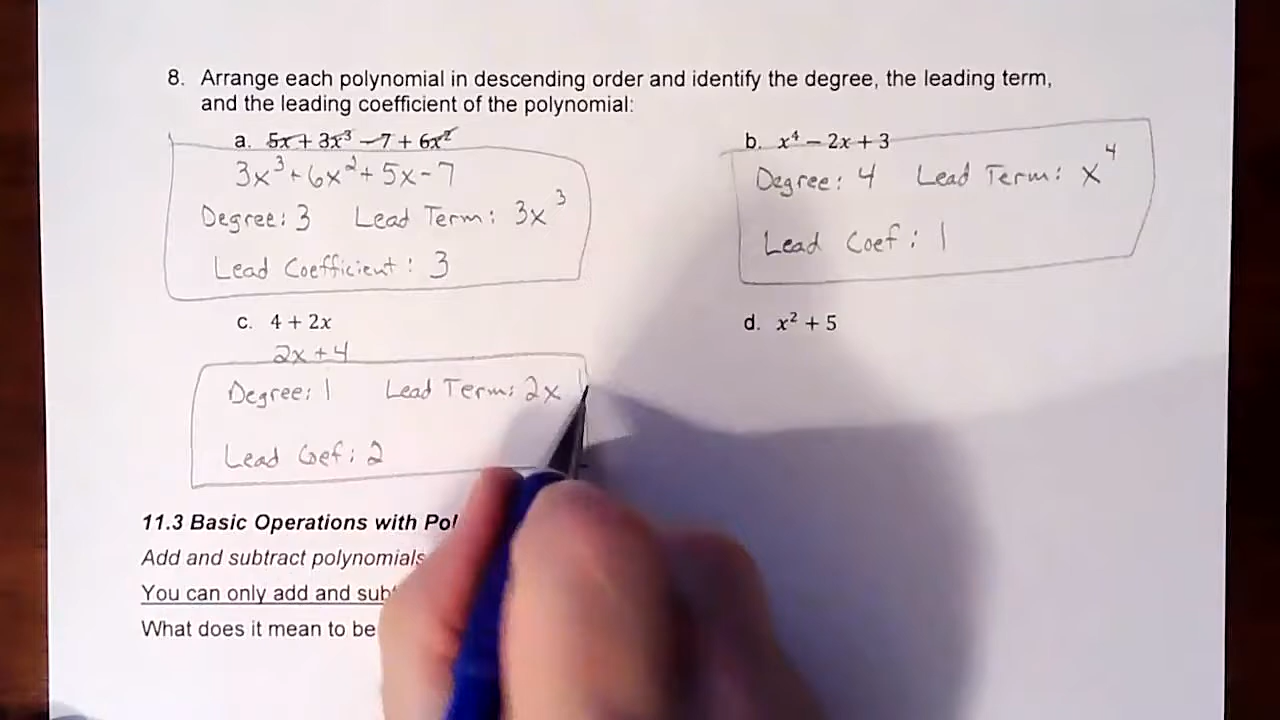 8. Arrange each polynomial in descending order and identify the degree, the leading term,
and the leading coefficient of the polynomial:
a. 5x + 3x³ − 7 + 6x²
3x³ + 6x² + 5x − 7
Degree: 3 Lead Term: 3x³
Lead Coefficient: 3
b. x⁴ − 2x + 3
Degree: 4 Lead Term: x⁴
Lead Coef: 1
c. 4 + 2x
2x + 4
Degree: 1 Lead Term: 2x
Lead Coef: 2
d. x² + 5
11.3 Basic Operations with
Add and subtract polynomials
You can only add and
What does it mean to be